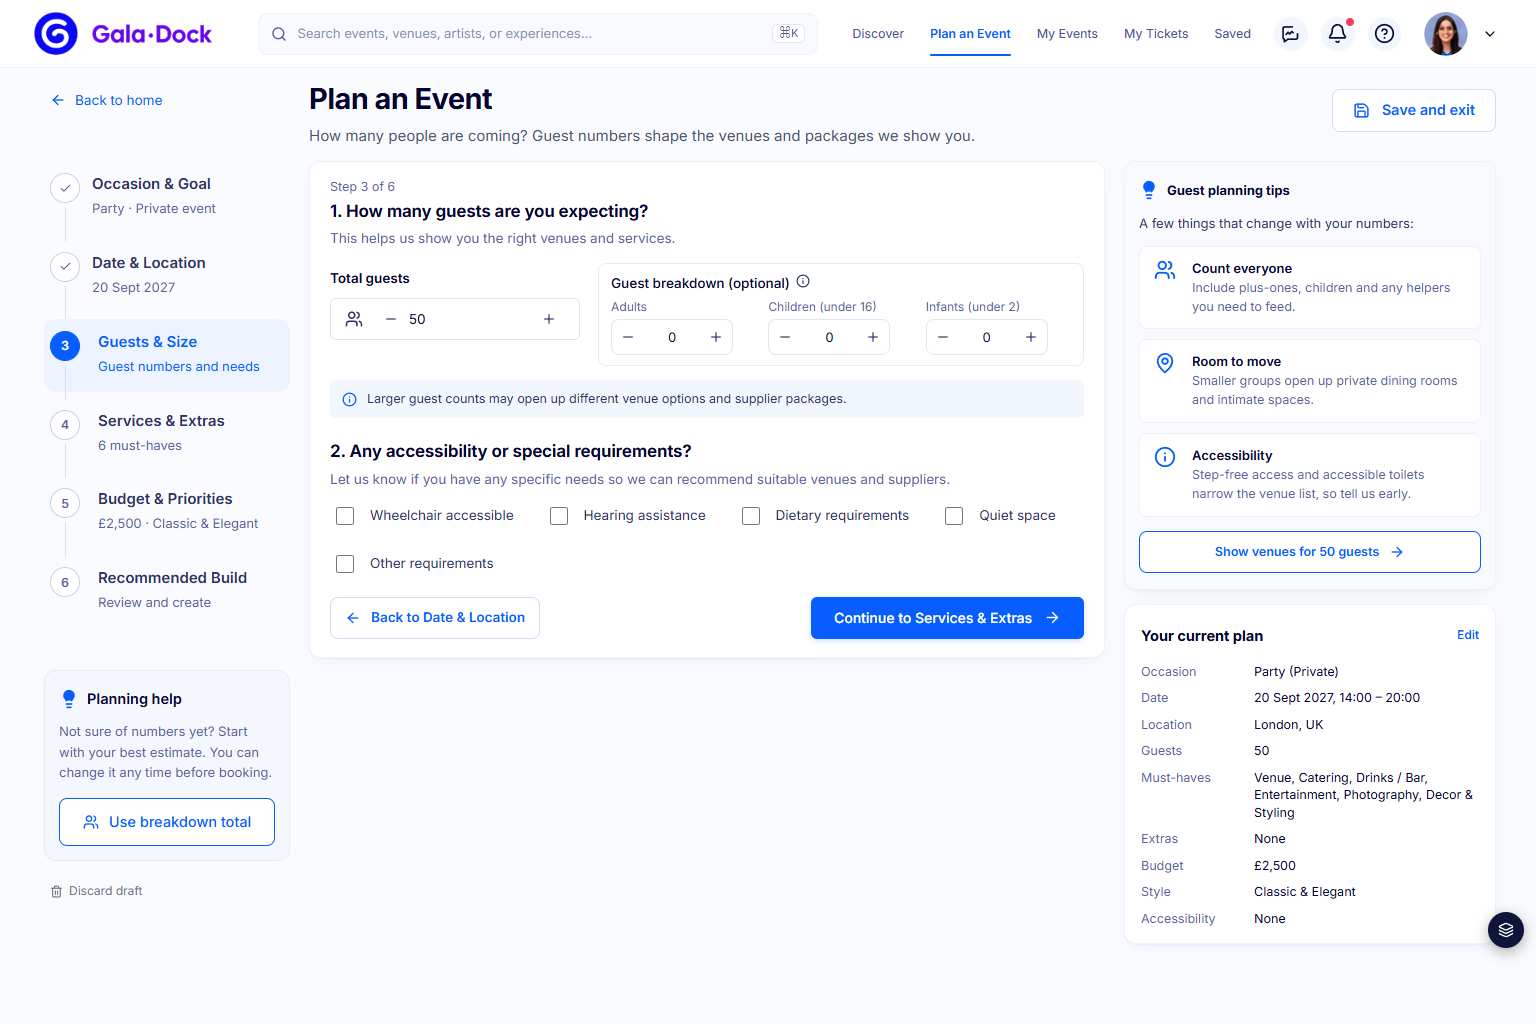 Gala·Dock
Search events, venues, artists, or experiences...
⌘K
Discover
Plan an Event
My Events
My Tickets
Saved
Back to home
Plan an Event
How many people are coming? Guest numbers shape the venues and packages we show you.
Save and exit
Occasion & Goal
Party · Private event
Date & Location
20 Sept 2027
3
Guests & Size
Guest numbers and needs
4
Services & Extras
6 must-haves
5
Budget & Priorities
£2,500 · Classic & Elegant
6
Recommended Build
Review and create
Planning help
Not sure of numbers yet? Start
with your best estimate. You can
change it any time before booking.
Use breakdown total
Discard draft
Step 3 of 6
1. How many guests are you expecting?
This helps us show you the right venues and services.
Total guests
50
Guest breakdown (optional)
Adults
Children (under 16)
Infants (under 2)
0
0
0
Larger guest counts may open up different venue options and supplier packages.
2. Any accessibility or special requirements?
Let us know if you have any specific needs so we can recommend suitable venues and suppliers.
Wheelchair accessible
Hearing assistance
Dietary requirements
Quiet space
Other requirements
Back to Date & Location
Continue to Services & Extras
Guest planning tips
A few things that change with your numbers:
Count everyone
Include plus-ones, children and any helpers
you need to feed.
Room to move
Smaller groups open up private dining rooms
and intimate spaces.
Accessibility
Step-free access and accessible toilets
narrow the venue list, so tell us early.
Show venues for 50 guests
Your current plan
Edit
Occasion
Party (Private)
Date
20 Sept 2027, 14:00 – 20:00
Location
London, UK
Guests
50
Must-haves
Venue, Catering, Drinks / Bar,
Entertainment, Photography, Decor &
Styling
Extras
None
Budget
£2,500
Style
Classic & Elegant
Accessibility
None